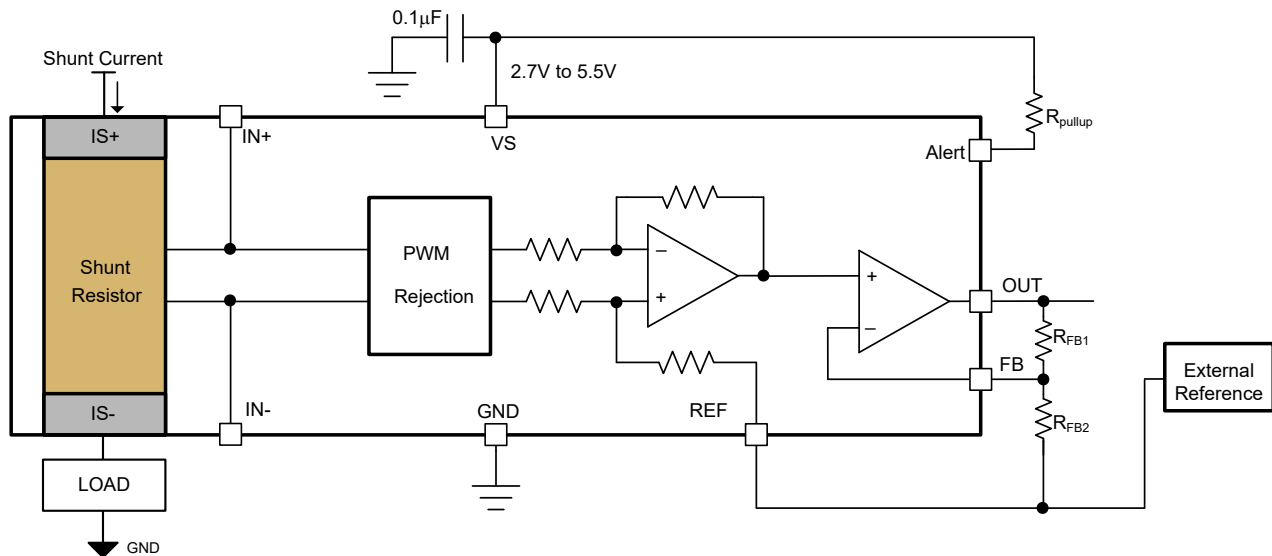 0.1µF
2.7V to 5.5V
Shunt Current
IS+
IN+
VS
Alert
Rpullup
Shunt
Resistor
PWM
Rejection
−
+
+
−
OUT
RFB1
FB
RFB2
External
Reference
IS-
IN-
GND
REF
LOAD
GND